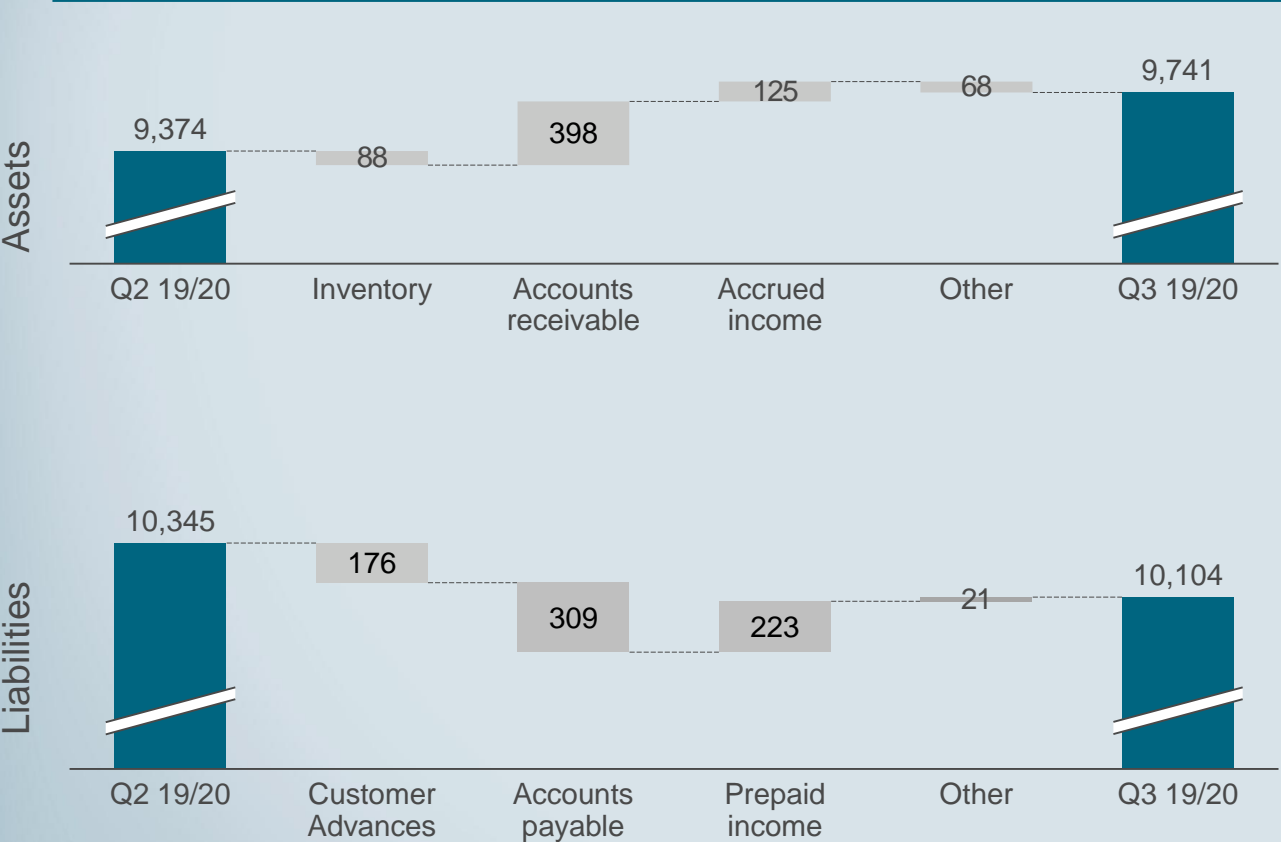 Assets
9,374
88
398
125
68
9,741
Q2 19/20
Inventory
Accounts
receivable
Accrued
income
Other
Q3 19/20
Liabilities
10,345
176
309
223
21
10,104
Q2 19/20
Customer
Advances
Accounts
payable
Prepaid
income
Other
Q3 19/20